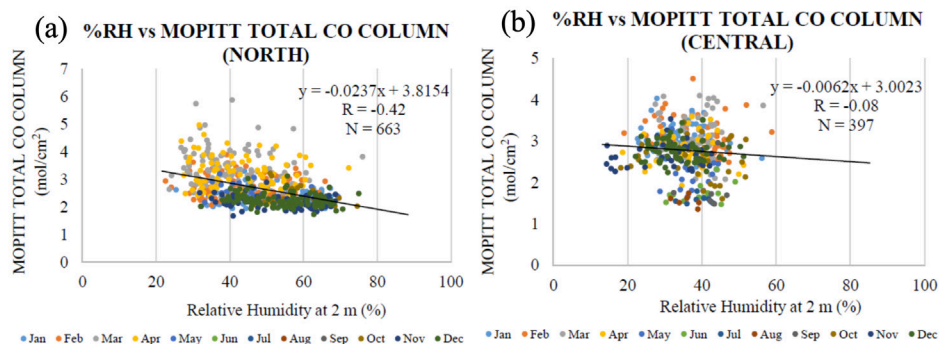 (a)
%RH vs MOPITT TOTAL CO COLUMN
(NORTH)
MOPITT TOTAL CO COLUMN
(mol/cm²)
7
6
5
4
3
2
1
0
y = -0.0237x + 3.8154
R = -0.42
N = 663
0 20 40 60 80 100
Relative Humidity at 2 m (%)
Jan Feb Mar Apr May Jun Jul Aug Sep Oct Nov Dec
(b)
%RH vs MOPITT TOTAL CO COLUMN
(CENTRAL)
MOPITT TOTAL CO COLUMN
(mol/cm²)
5
4
3
2
1
0
y = -0.0062x + 3.0023
R = -0.08
N = 397
0 20 40 60 80 100
Relative Humidity at 2 m (%)
Jan Feb Mar Apr May Jun Jul Aug Sep Oct Nov Dec